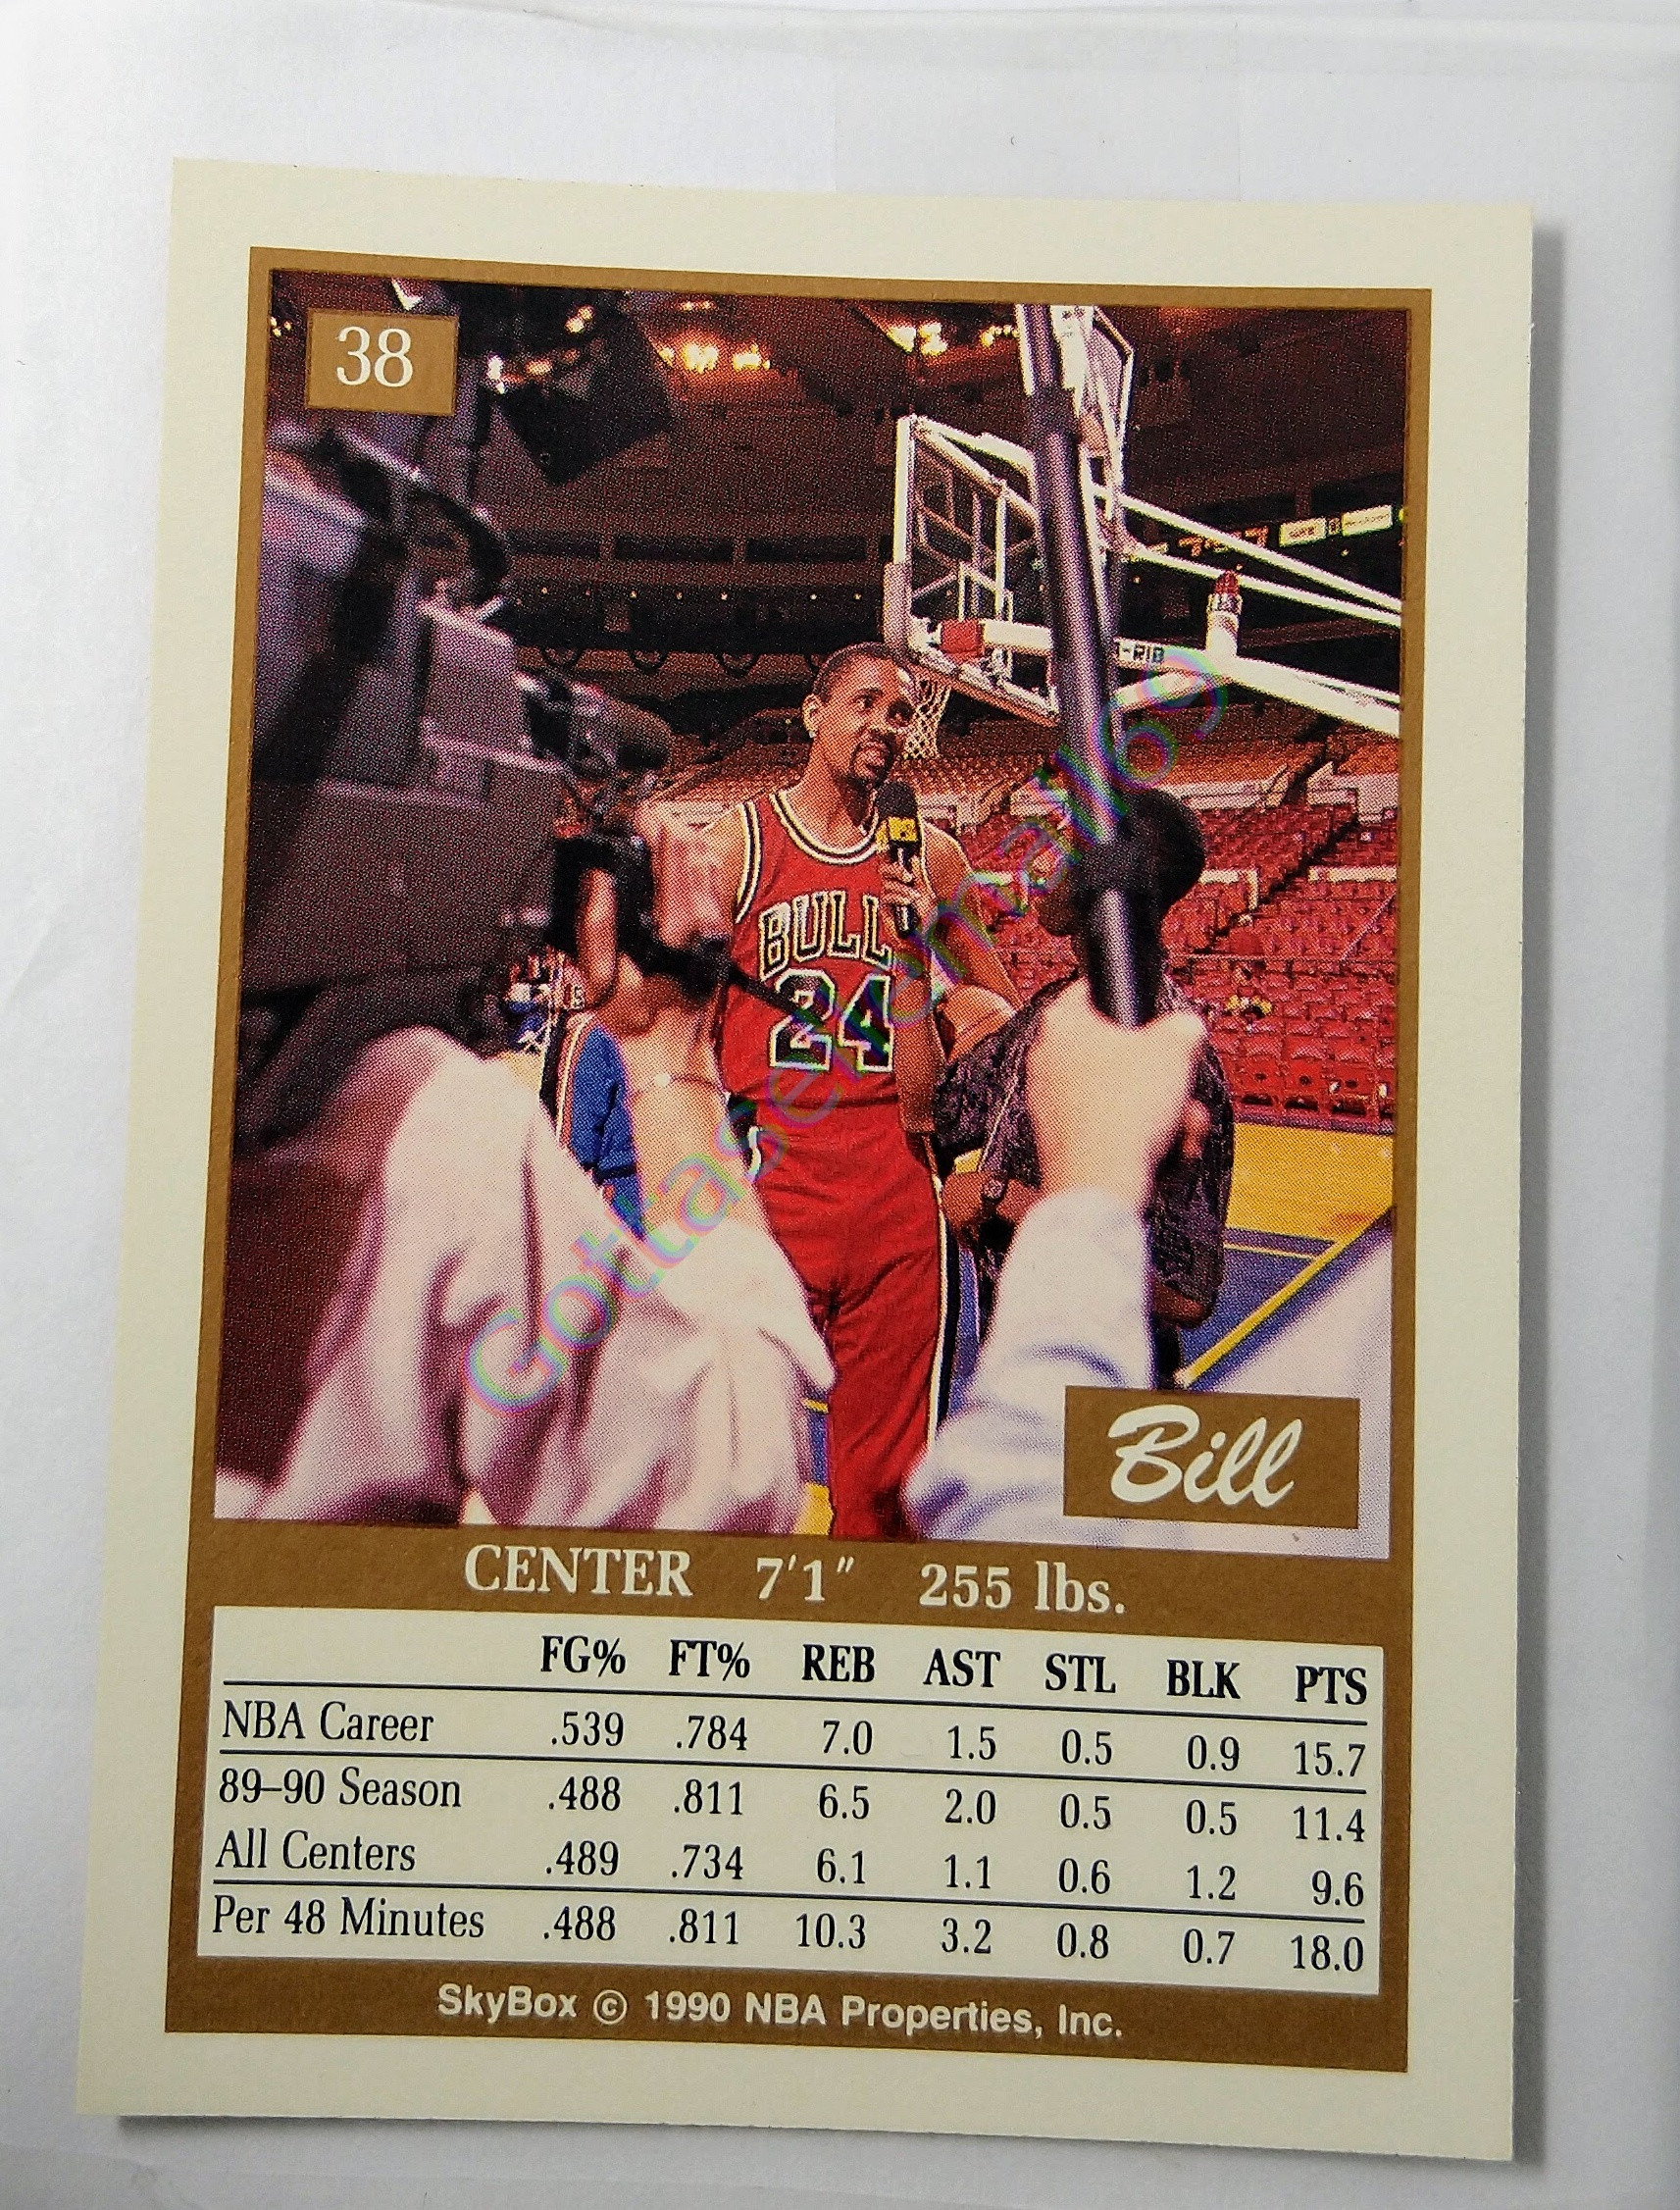 38
BULL
24
Gottasellemall69
Bill
CENTER 7'1" 255 lbs.
FG% FT% REB AST STL BLK PTS
NBA Career .539 .784 7.0 1.5 0.5 0.9 15.7
89–90 Season .488 .811 6.5 2.0 0.5 0.5 11.4
All Centers .489 .734 6.1 1.1 0.6 1.2 9.6
Per 48 Minutes .488 .811 10.3 3.2 0.8 0.7 18.0
SkyBox © 1990 NBA Properties, Inc.